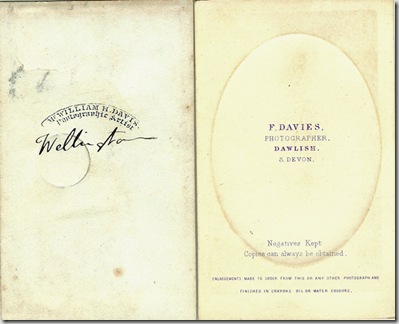 WILLIAM H. DAVIS.
Photographic Artist
Wellington
F. DAVIES,
PHOTOGRAPHER,
DAWLISH,
S. DEVON.
Negatives Kept
Copies can always be obtained.
ENLARGEMENTS MADE TO ORDER FROM THIS OR ANY OTHER PHOTOGRAPH AND
FINISHED IN CRAYONS OIL OR WATER COLOURS.